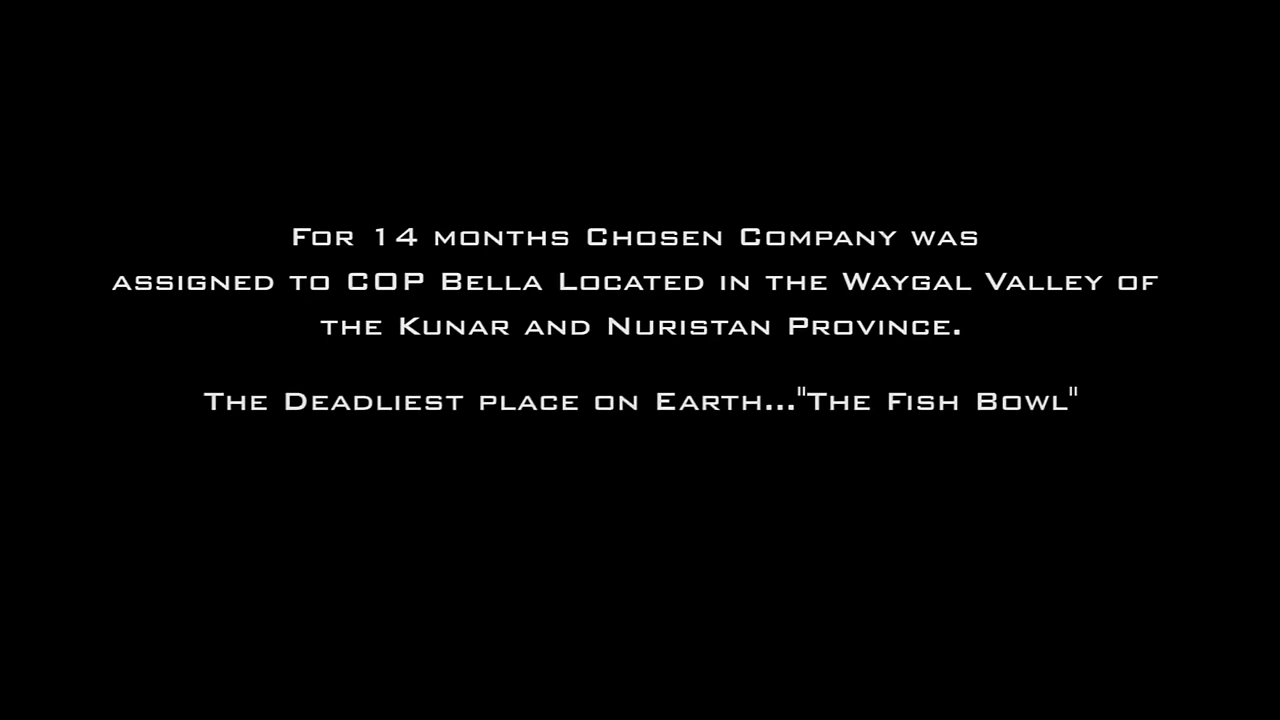 For 14 months Chosen Company was
assigned to COP Bella Located in the Waygal Valley of
the Kunar and Nuristan Province.
The Deadliest place on Earth..."The Fish Bowl"